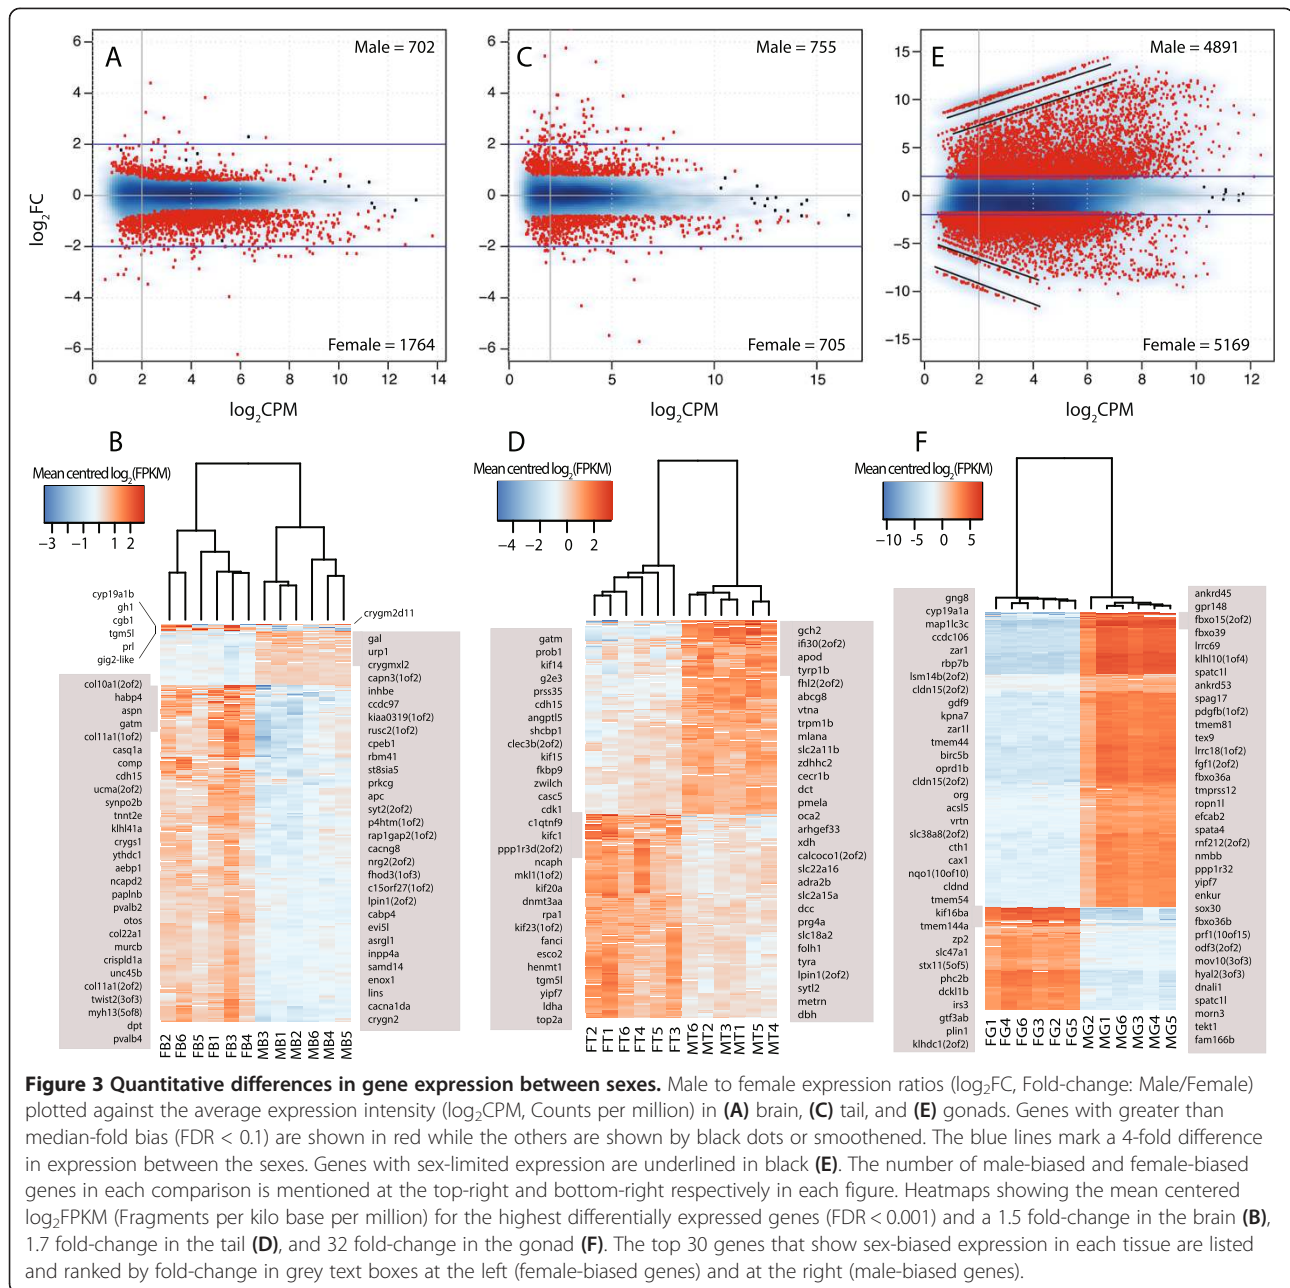 A
Male = 702
6
4
2
0
−2
−4
−6
log2FC
Female = 1764
0
2
4
6
8
10
12
14
log2CPM
C
Male = 755
6
4
2
0
−2
−4
−6
Female = 705
0
5
10
15
log2CPM
E
Male = 4891
15
10
5
0
−5
−10
−15
Female = 5169
0
2
4
6
8
10
12
log2CPM
B
Mean centred log2(FPKM)
−3
−1
1
2
cyp19a1b
gh1
cgb1
tgm5l
prl
gig2-like
col10a1(2of2)
habp4
aspn
gatm
col11a1(1of2)
casq1a
comp
cdh15
ucma(2of2)
synpo2b
tnnt2e
klhl41a
crygs1
ythdc1
aebp1
ncapd2
paplnb
pvalb2
otos
col22a1
murcb
crispld1a
unc45b
col11a1(2of2)
twist2(3of3)
myh13(5of8)
dpt
pvalb4
crygm2d11
gal
urp1
crygmxl2
capn3(1of2)
inhbe
ccdc97
kiaa0319(1of2)
rusc2(1of2)
cpeb1
rbm41
st8sia5
prkcg
apc
syt2(2of2)
p4htm(1of2)
rap1gap2(1of2)
cacng8
nrg2(2of2)
fhod3(1of3)
c15orf27(1of2)
lpin1(2of2)
cabp4
evi5l
asrgl1
inpp4a
samd14
enox1
lins
cacna1da
crygn2
FB2
FB6
FB5
FB1
FB3
FB4
MB3
MB1
MB2
MB6
MB4
MB5
D
Mean centred log2(FPKM)
−4
−2
0
2
gatm
prob1
kif14
g2e3
prss35
cdh15
angptl5
shcbp1
clec3b(2of2)
kif15
fkbp9
zwilch
casc5
cdk1
c1qtnf9
kifc1
ppp1r3d(2of2)
ncaph
mkl1(1of2)
kif20a
dnmt3aa
rpa1
kif23(1of2)
fanci
esco2
henmt1
tgm5l
yipf7
ldha
top2a
gch2
ifi30(2of2)
apod
tyrp1b
fhl2(2of2)
abcg8
vtna
trpm1b
mlana
slc2a11b
zdhhc2
cecr1b
dct
pmela
oca2
arhgef33
xdh
calcoco1(2of2)
slc22a16
adra2b
slc2a15a
dcc
prg4a
slc18a2
folh1
tyra
lpin1(2of2)
sytl2
metrn
dbh
FT2
FT1
FT6
FT4
FT5
FT3
MT6
MT2
MT3
MT1
MT5
MT4
F
Mean centred log2(FPKM)
−10
−5
0
5
gng8
cyp19a1a
map1lc3c
ccdc106
zar1
rbp7b
lsm14b(2of2)
cldn15(2of2)
gdf9
kpna7
zar1l
tmem44
birc5b
oprd1b
cldn15(2of2)
org
acsl5
vrtn
slc38a8(2of2)
cth1
cax1
nqo1(10of10)
cldnd
tmem54
kif16ba
tmem144a
zp2
slc47a1
stx11(5of5)
phc2b
dckl1b
irs3
gtf3ab
plin1
klhdc1(2of2)
ankrd45
gpr148
fbxo15(2of2)
fbxo39
lrrc69
klhl10(1of4)
spatc1l
ankrd53
spag17
pdgfb(1of2)
tmem81
tex9
lrrc18(1of2)
fgf1(2of2)
fbxo36a
tmprss12
ropn1l
efcab2
spata4
rnf212(2of2)
nmbb
ppp1r32
yipf7
enkur
sox30
fbxo36b
prf1(10of15)
odf3(2of2)
mov10(3of3)
hyal2(3of3)
dnali1
spatc1l
morn3
tekt1
fam166b
FG1
FG4
FG6
FG3
FG2
FG5
MG2
MG1
MG6
MG3
MG4
MG5
Figure 3 Quantitative differences in gene expression between sexes. Male to female expression ratios (log2FC, Fold-change: Male/Female)
plotted against the average expression intensity (log2CPM, Counts per million) in (A) brain, (C) tail, and (E) gonads. Genes with greater than
median-fold bias (FDR < 0.1) are shown in red while the others are shown by black dots or smoothened. The blue lines mark a 4-fold difference
in expression between the sexes. Genes with sex-limited expression are underlined in black (E). The number of male-biased and female-biased
genes in each comparison is mentioned at the top-right and bottom-right respectively in each figure. Heatmaps showing the mean centered
log2FPKM (Fragments per kilo base per million) for the highest differentially expressed genes (FDR < 0.001) and a 1.5 fold-change in the brain (B),
1.7 fold-change in the tail (D), and 32 fold-change in the gonad (F). The top 30 genes that show sex-biased expression in each tissue are listed
and ranked by fold-change in grey text boxes at the left (female-biased genes) and at the right (male-biased genes).